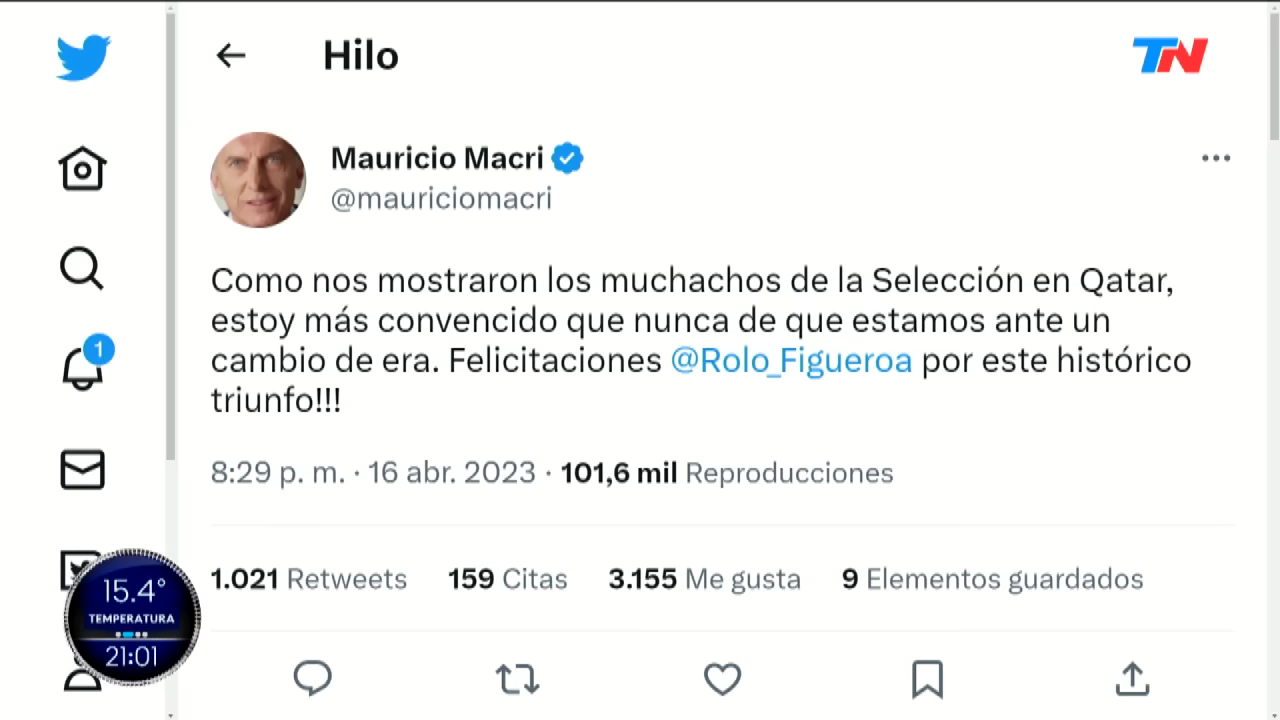 Hilo
TN
Mauricio Macri
@mauriciomacri
Como nos mostraron los muchachos de la Selección en Qatar,
estoy más convencido que nunca de que estamos ante un
cambio de era. Felicitaciones @Rolo_Figueroa por este histórico
triunfo!!!
8:29 p. m. · 16 abr. 2023 · 101,6 mil Reproducciones
1.021 Retweets 159 Citas 3.155 Me gusta 9 Elementos guardados
1
15.4°
TEMPERATURA
21:01